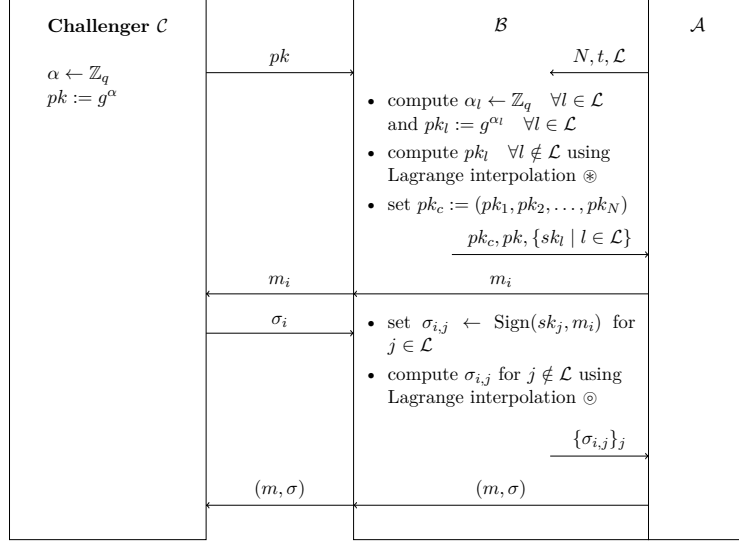 Challenger 𝒞
ℬ
𝒜
α ← ℤ_q
pk := g^α
pk
N, t, ℒ
• compute α_l ← ℤ_q ∀l ∈ ℒ
and pk_l := g^{α_l} ∀l ∈ ℒ
• compute pk_l ∀l ∉ ℒ using
Lagrange interpolation ⊛
• set pk_c := (pk_1, pk_2, …, pk_N)
pk_c, pk, {sk_l | l ∈ ℒ}
m_i
m_i
σ_i
• set σ_{i,j} ← Sign(sk_j, m_i) for
j ∈ ℒ
• compute σ_{i,j} for j ∉ ℒ using
Lagrange interpolation ⊚
{σ_{i,j}}_j
(m, σ)
(m, σ)